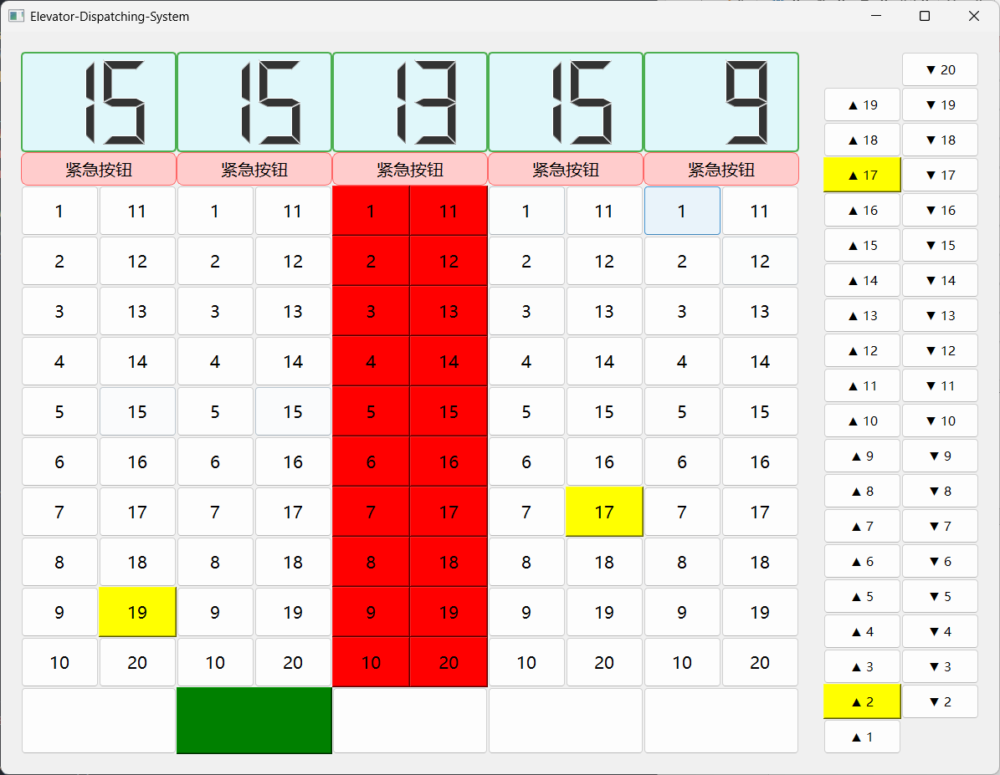 Elevator-Dispatching-System
15 15 13 15 9
紧急按钮 紧急按钮 紧急按钮 紧急按钮 紧急按钮
1 11 1 11 1 11 1 11 1 11
2 12 2 12 2 12 2 12 2 12
3 13 3 13 3 13 3 13 3 13
4 14 4 14 4 14 4 14 4 14
5 15 5 15 5 15 5 15 5 15
6 16 6 16 6 16 6 16 6 16
7 17 7 17 7 17 7 17 7 17
8 18 8 18 8 18 8 18 8 18
9 19 9 19 9 19 9 19 9 19
10 20 10 20 10 20 10 20 10 20
▼ 20
▲ 19 ▼ 19
▲ 18 ▼ 18
▲ 17 ▼ 17
▲ 16 ▼ 16
▲ 15 ▼ 15
▲ 14 ▼ 14
▲ 13 ▼ 13
▲ 12 ▼ 12
▲ 11 ▼ 11
▲ 10 ▼ 10
▲ 9 ▼ 9
▲ 8 ▼ 8
▲ 7 ▼ 7
▲ 6 ▼ 6
▲ 5 ▼ 5
▲ 4 ▼ 4
▲ 3 ▼ 3
▲ 2 ▼ 2
▲ 1